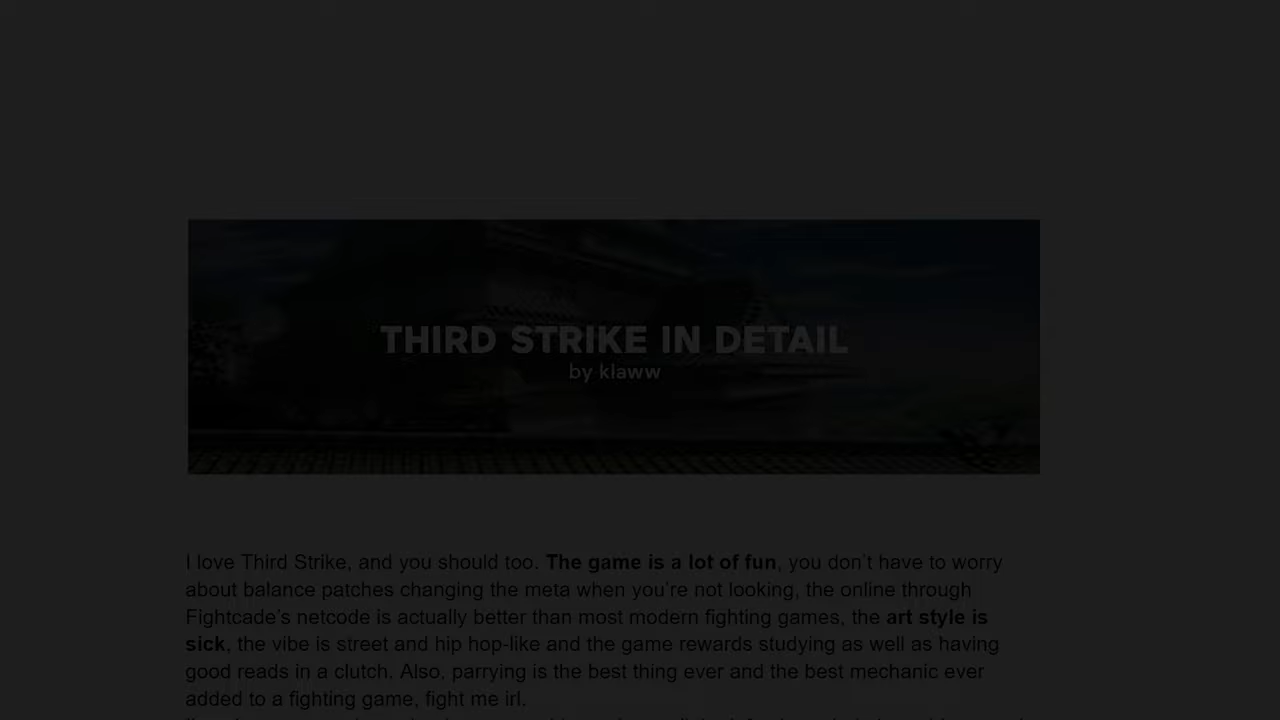 THIRD STRIKE IN DETAIL
by klaww
I love Third Strike, and you should too. The game is a lot of fun, you don't have to worry
about balance patches changing the meta when you're not looking, the online through
Fightcade's netcode is actually better than most modern fighting games, the art style is
sick, the vibe is street and hip hop-like and the game rewards studying as well as having
good reads in a clutch. Also, parrying is the best thing ever and the best mechanic ever
added to a fighting game, fight me irl.